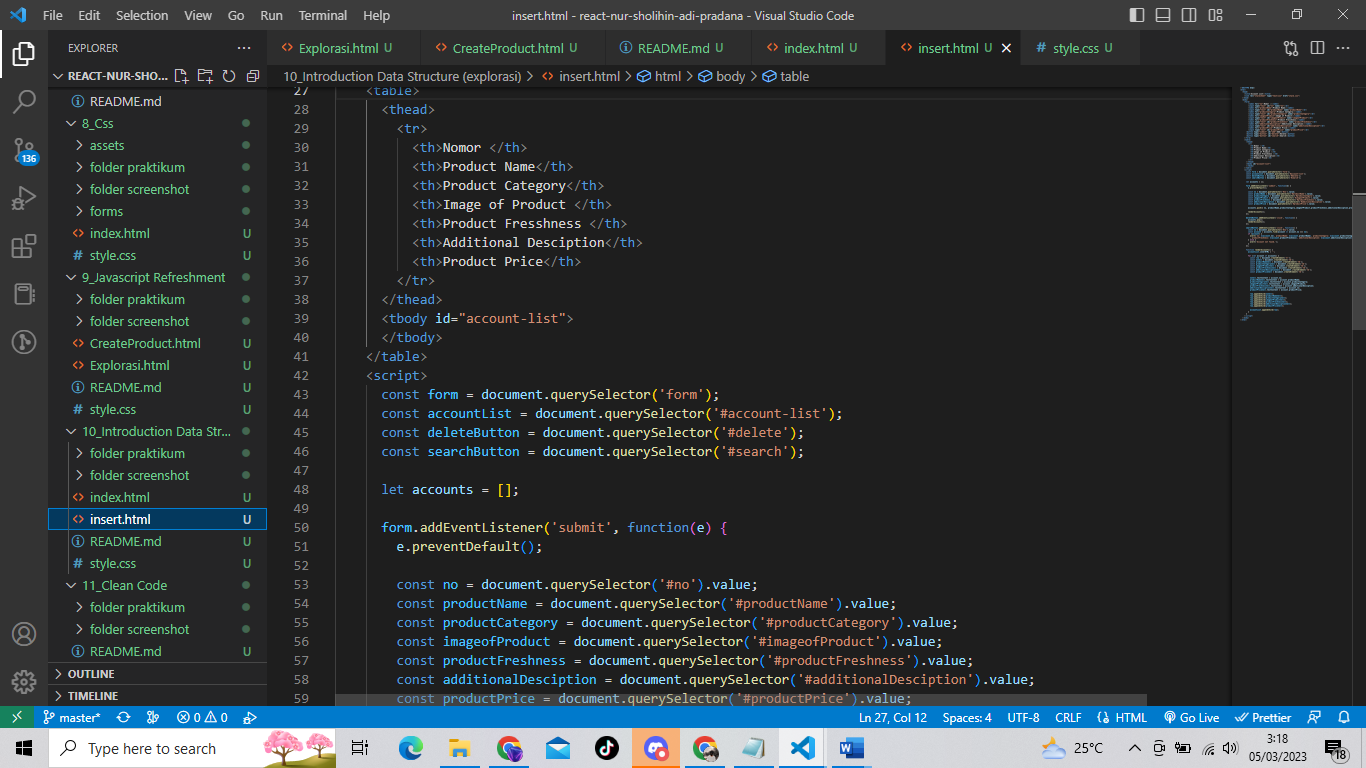 File Edit Selection View Go Run Terminal Help
insert.html - react-nur-sholihin-adi-pradana - Visual Studio Code
EXPLORER
REACT-NUR-SHO...
README.md
8_Css
assets
folder praktikum U
folder screenshot
forms
index.html U
style.css U
9_Javascript Refreshment
folder praktikum
folder screenshot
CreateProduct.html U
Explorasi.html U
README.md U
style.css U
10_Introduction Data Str...
folder praktikum
folder screenshot
index.html U
insert.html U
README.md U
style.css U
11_Clean Code
folder praktikum
folder screenshot
README.md U
OUTLINE
TIMELINE
136
Explorasi.html U
CreateProduct.html U
README.md U
index.html U
insert.html U
style.css U
10_Introduction Data Structure (explorasi) > insert.html > html > body > table
27 <table>
28 <thead>
29 <tr>
30 <th>Nomor </th>
31 <th>Product Name</th>
32 <th>Product Category</th>
33 <th>Image of Product </th>
34 <th>Product Fressh­ness </th>
35 <th>Additional Desciption</th>
36 <th>Product Price</th>
37 </tr>
38 </thead>
39 <tbody id="account-list">
40 </tbody>
41 </table>
42 <script>
43 const form = document.querySelector('form');
44 const accountList = document.querySelector('#account-list');
45 const deleteButton = document.querySelector('#delete');
46 const searchButton = document.querySelector('#search');
47
48 let accounts = [];
49
50 form.addEventListener('submit', function(e) {
51 e.preventDefault();
52
53 const no = document.querySelector('#no').value;
54 const productName = document.querySelector('#productName').value;
55 const productCategory = document.querySelector('#productCategory').value;
56 const imageofProduct = document.querySelector('#imageofProduct').value;
57 const productFreshness = document.querySelector('#productFreshness').value;
58 const additionalDesciption = document.querySelector('#additionalDesciption').value;
59 const productPrice = document.querySelector('#productPrice').value;
master* 0 0
Ln 27, Col 12 Spaces: 4 UTF-8 CRLF HTML Go Live Prettier
Type here to search
W
25°C
3:18
05/03/2023
18